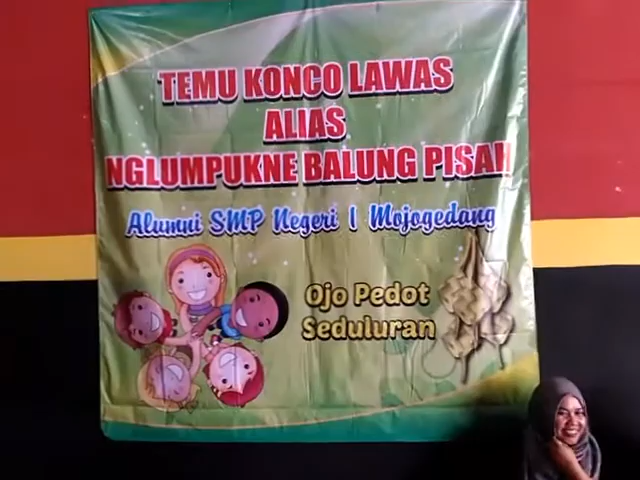 TEMU KONCO LAWAS
ALIAS
NGLUMPUKNE BALUNG PISAH
Alumni SMP Negeri 1 Mojogedang
Ojo Pedot
Seduluran